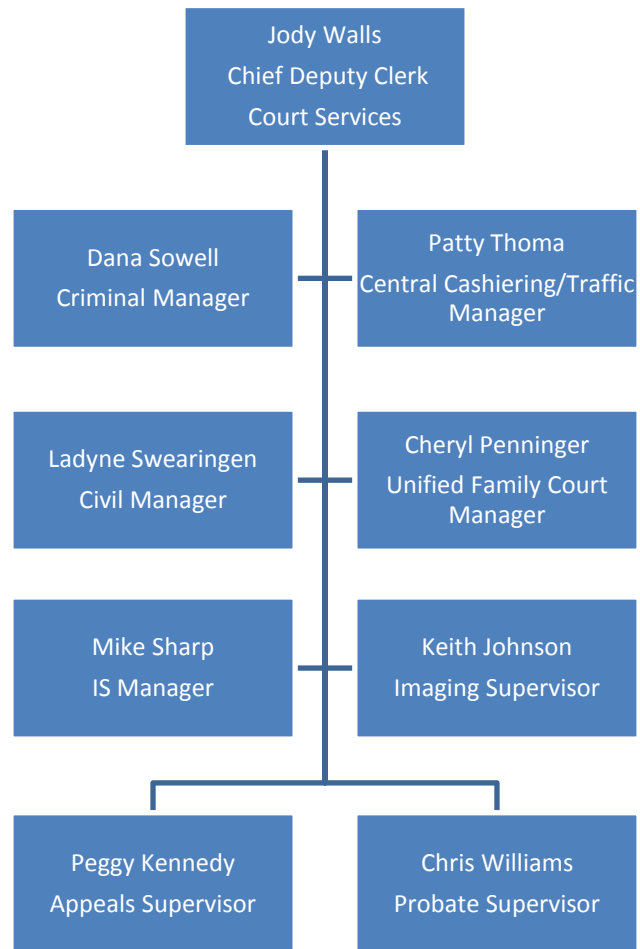 Jody Walls
Chief Deputy Clerk
Court Services
Dana Sowell
Criminal Manager
Patty Thoma
Central Cashiering/Traffic
Manager
Ladyne Swearingen
Civil Manager
Cheryl Penninger
Unified Family Court
Manager
Mike Sharp
IS Manager
Keith Johnson
Imaging Supervisor
Peggy Kennedy
Appeals Supervisor
Chris Williams
Probate Supervisor